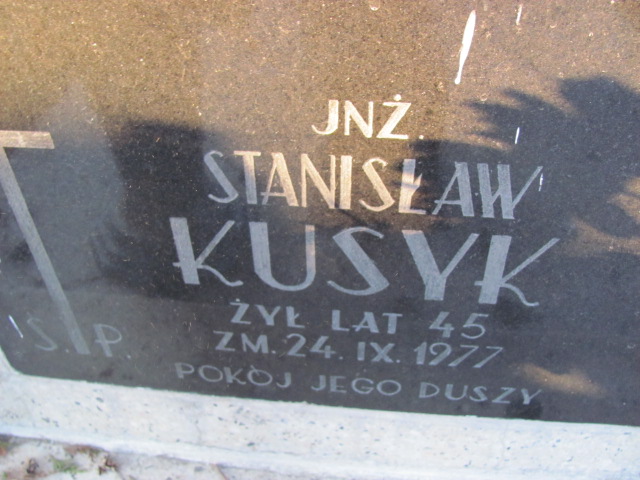 JNŻ.
STANISŁAW
KUSYK
ŻYŁ LAT 45
ZM. 24. IX. 1977
Ś.P
POKÓJ JEGO DUSZY